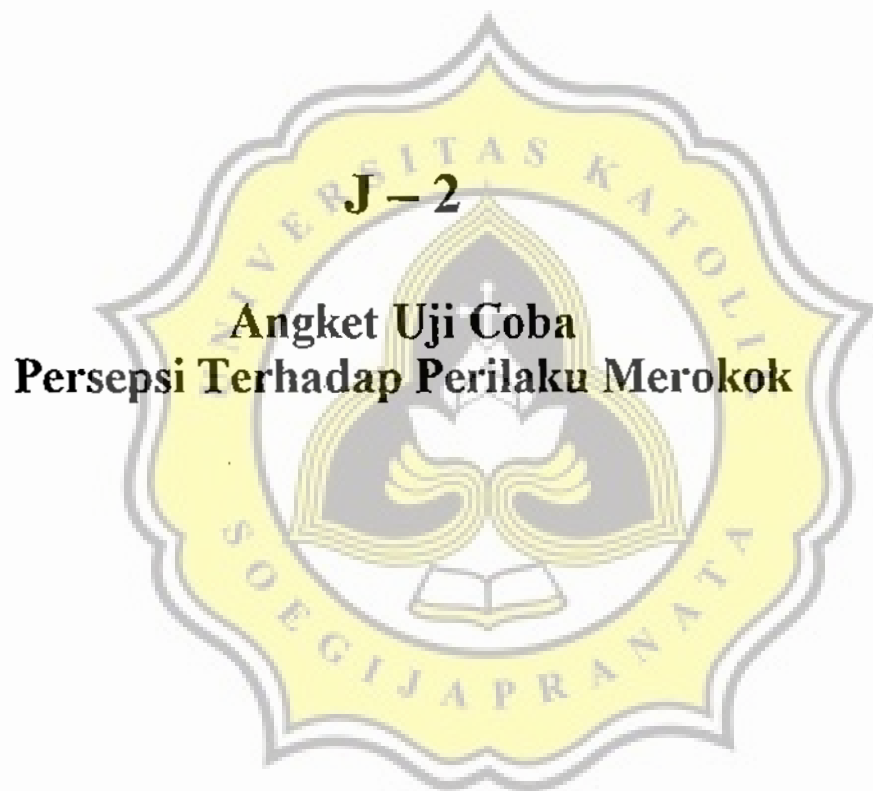 J – 2
Angket Uji Coba
Persepsi Terhadap Perilaku Merokok
UNIVERSITAS KATOLIK
SOEGIJAPRANATA